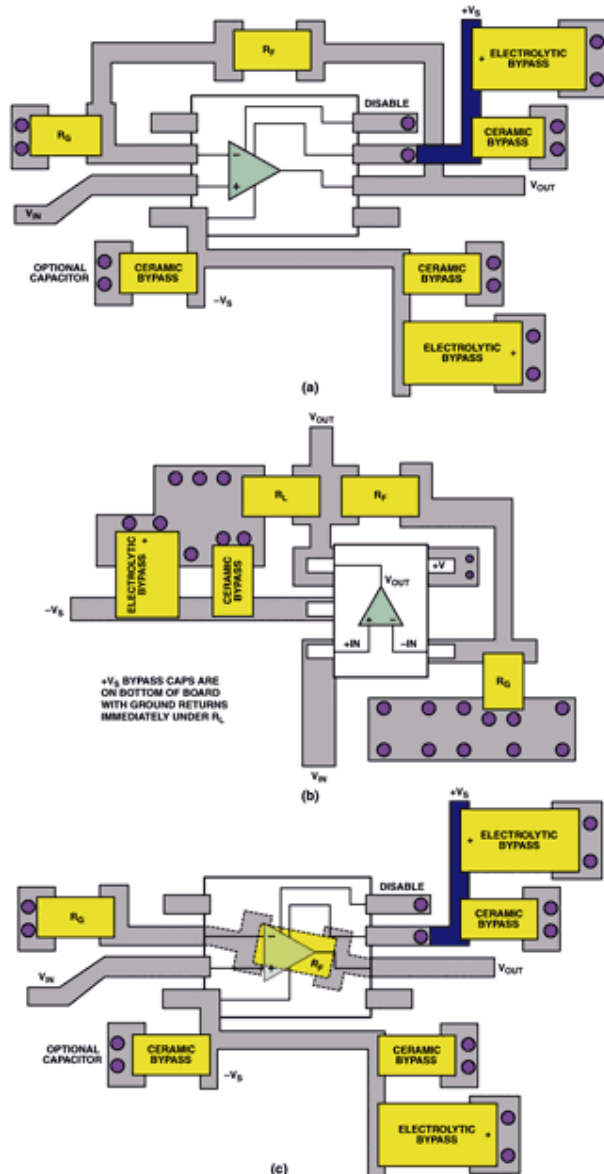 +VS
RF
+ ELECTROLYTIC
BYPASS
DISABLE
RG
CERAMIC
BYPASS
−
+
VIN
VOUT
OPTIONAL
CAPACITOR
CERAMIC
BYPASS
−VS
CERAMIC
BYPASS
ELECTROLYTIC
BYPASS +
(a)
VOUT
RL
RF
ELECTROLYTIC
BYPASS
+
CERAMIC
BYPASS
+V
VOUT
−VS
+ −
+IN
−IN
+VS BYPASS CAPS ARE
ON BOTTOM OF BOARD
WITH GROUND RETURNS
IMMEDIATELY UNDER RL
RG
VIN
(b)
+VS
+ ELECTROLYTIC
BYPASS
DISABLE
RG
CERAMIC
BYPASS
−
+
RF
VIN
VOUT
OPTIONAL
CAPACITOR
CERAMIC
BYPASS
−VS
CERAMIC
BYPASS
ELECTROLYTIC
BYPASS +
(c)